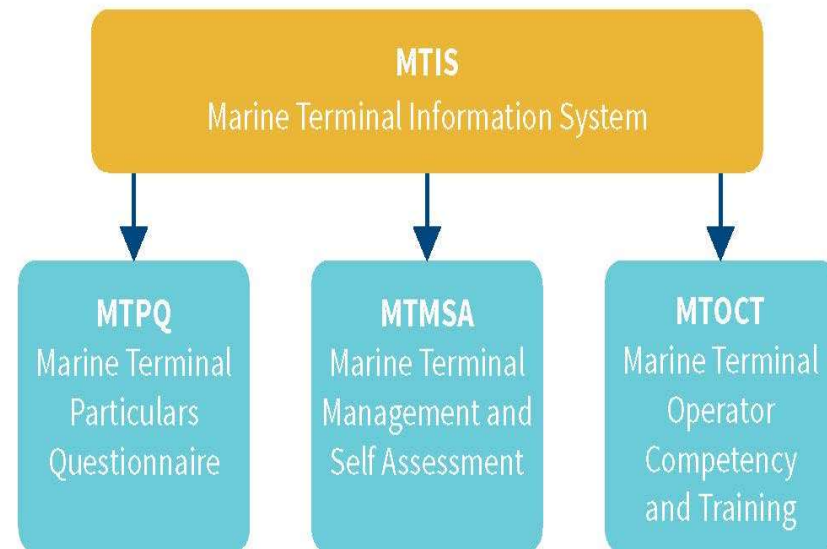 MTIS
Marine Terminal Information System
MTPQ
Marine Terminal
Particulars
Questionnaire
MTMSA
Marine Terminal
Management and
Self Assessment
MTOCT
Marine Terminal
Operator
Competency
and Training